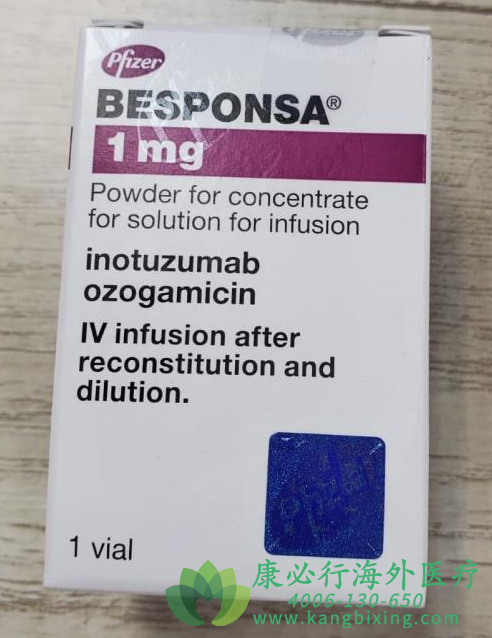 Pfizer
BESPONSA®
1 mg
Powder for concentrate
for solution for infusion
inotuzumab
ozogamicin
IV infusion after
reconstitution and
dilution.
1 vial
康必行海外医疗
4006-130-650
www.kangbixing.com